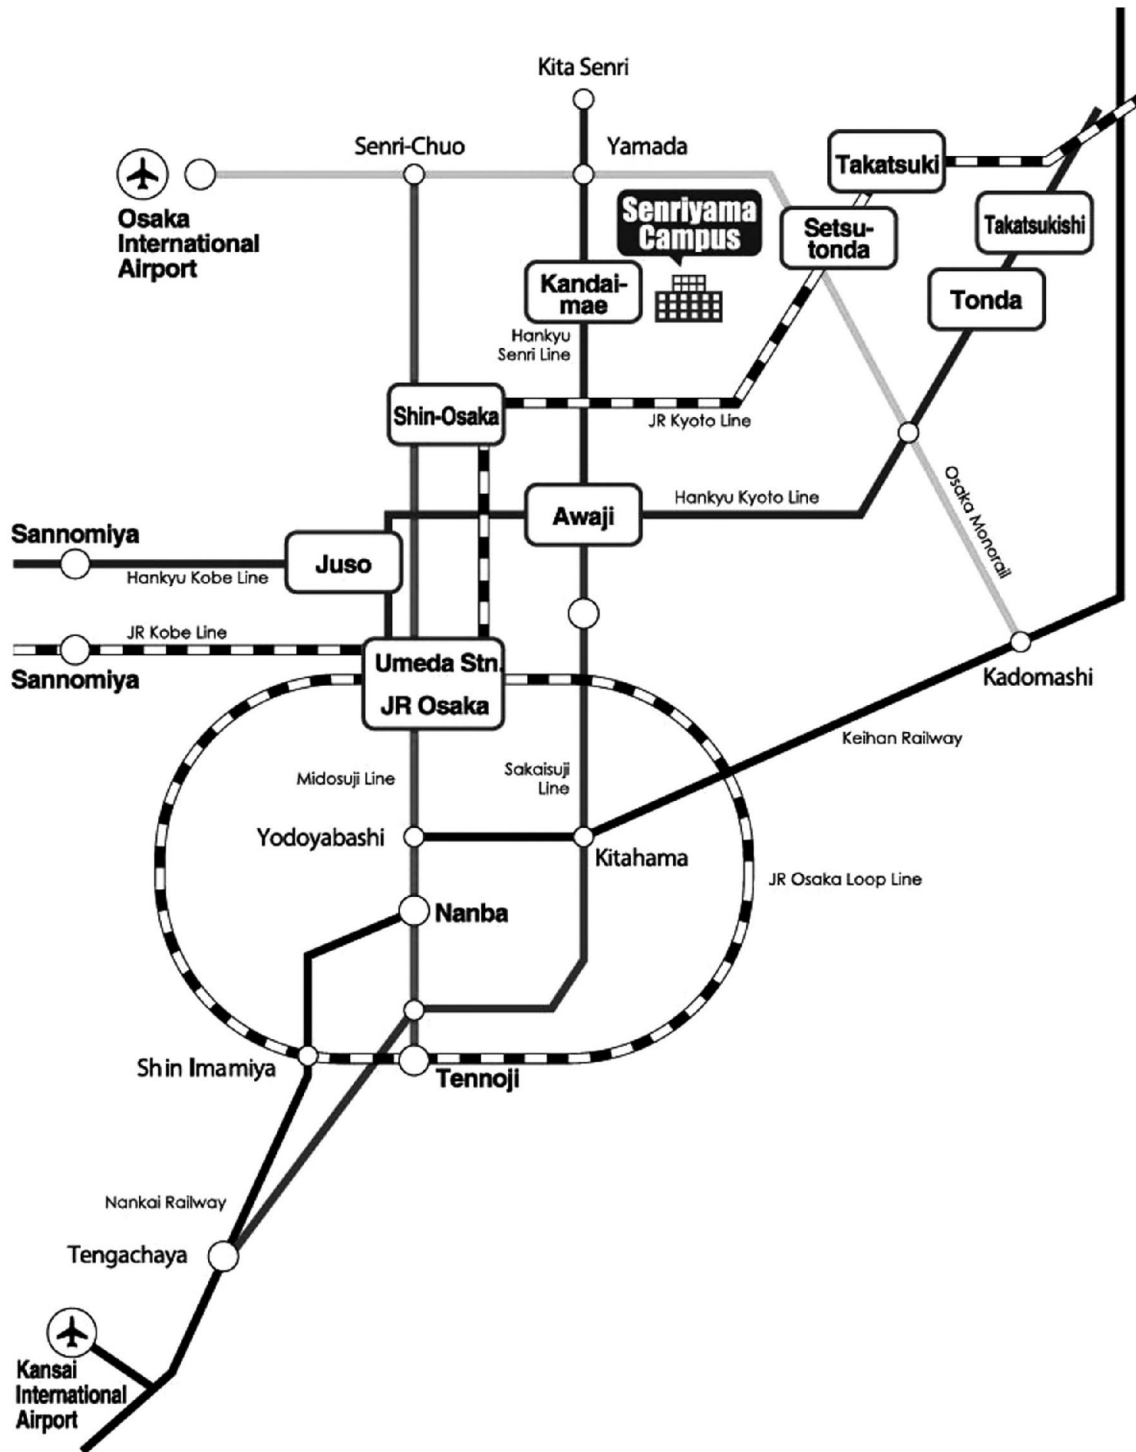 Kita Senri
Senri-Chuo
Yamada
Takatsuki
Osaka
International
Airport
Senriyama
Campus
Setsu-
tonda
Takatsukishi
Kandai-
mae
Tonda
Hankyu
Senri Line
Shin-Osaka
JR Kyoto Line
Awaji
Hankyu Kyoto Line
Osaka Monorail
Sannomiya
Juso
Hankyu Kobe Line
JR Kobe Line
Sannomiya
Umeda Stn.
JR Osaka
Kadomashi
Keihan Railway
Midosuji Line
Sakaisuji
Line
Yodoyabashi
Kitahama
JR Osaka Loop Line
Nanba
Shin Imamiya
Tennoji
Nankai Railway
Tengachaya
Kansai
International
Airport